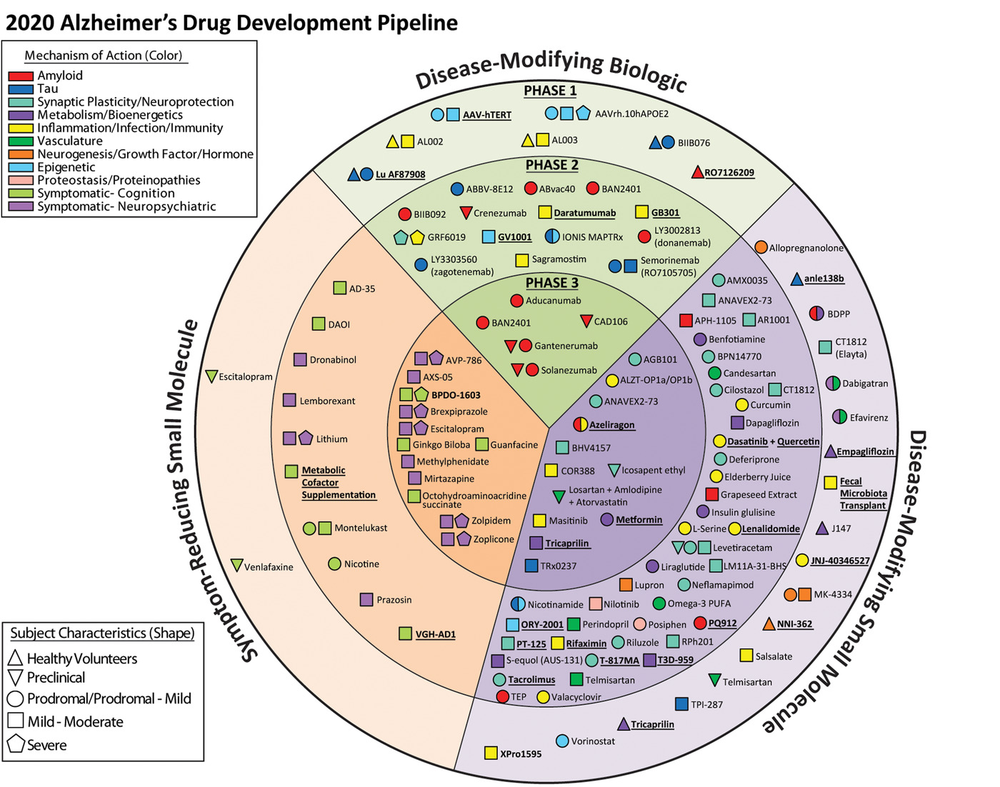 2020 Alzheimer's Drug Development Pipeline
Mechanism of Action (Color)
Amyloid
Tau
Synaptic Plasticity/Neuroprotection
Metabolism/Bioenergetics
Inflammation/Infection/Immunity
Vasculature
Neurogenesis/Growth Factor/Hormone
Epigenetic
Proteostasis/Proteinopathies
Symptomatic- Cognition
Symptomatic- Neuropsychiatric
Disease-Modifying Biologic
PHASE 1
AAV-hTERT
AAVrh.10hAPOE2
AL002
AL003
BIIB076
Lu AF87908
RO7126209
PHASE 2
ABBV-8E12
ABvac40
BAN2401
BIIB092
Crenezumab
Daratumumab
GB301
GRF6019
GV1001
IONIS MAPTRx
LY3002813
(donanemab)
LY3303560
(zagotenemab)
Sagramostim
Semorinemab
(RO7105705)
PHASE 3
Aducanumab
BAN2401
CAD106
Gantenerumab
Solanezumab
Symptom-Reducing Small Molecule
Escitalopram
Venlafaxine
AD-35
DAOI
Dronabinol
Lemborexant
Lithium
Metabolic
Cofactor
Supplementation
Montelukast
Nicotine
Prazosin
VGH-AD1
AVP-786
AXS-05
BPDO-1603
Brexpiprazole
Escitalopram
Ginkgo Biloba
Guanfacine
Methylphenidate
Mirtazapine
Octohydroaminoacridine
succinate
Zolpidem
Zoplicone
Disease-Modifying Small Molecule
AGB101
ALZT-OP1a/OP1b
ANAVEX2-73
Azeliragon
BHV4157
COR388
Icosapent ethyl
Losartan + Amlodipine
+ Atorvastatin
Masitinib
Metformin
Tricaprilin
TRx0237
AMX0035
ANAVEX2-73
APH-1105
AR1001
Benfotiamine
BPN14770
Candesartan
Cilostazol
CT1812
Curcumin
Dapagliflozin
Dasatinib + Quercetin
Deferiprone
Elderberry Juice
Grapeseed Extract
Insulin glulisine
L-Serine
Lenalidomide
Levetiracetam
Liraglutide
LM11A-31-BHS
Lupron
Neflamapimod
Nicotinamide
Nilotinib
Omega-3 PUFA
ORY-2001
Perindopril
Posiphen
PQ912
PT-125
Rifaximin
Riluzole
RPh201
S-equol (AUS-131)
T-817MA
T3D-959
Tacrolimus
Telmisartan
TEP
Valacyclovir
Allopregnanolone
anle138b
BDPP
CT1812
(Elayta)
Dabigatran
Efavirenz
Empagliflozin
Fecal
Microbiota
Transplant
J147
JNJ-40346527
MK-4334
NNI-362
Salsalate
Telmisartan
TPI-287
Tricaprilin
Vorinostat
XPro1595
Subject Characteristics (Shape)
Healthy Volunteers
Preclinical
Prodromal/Prodromal - Mild
Mild - Moderate
Severe